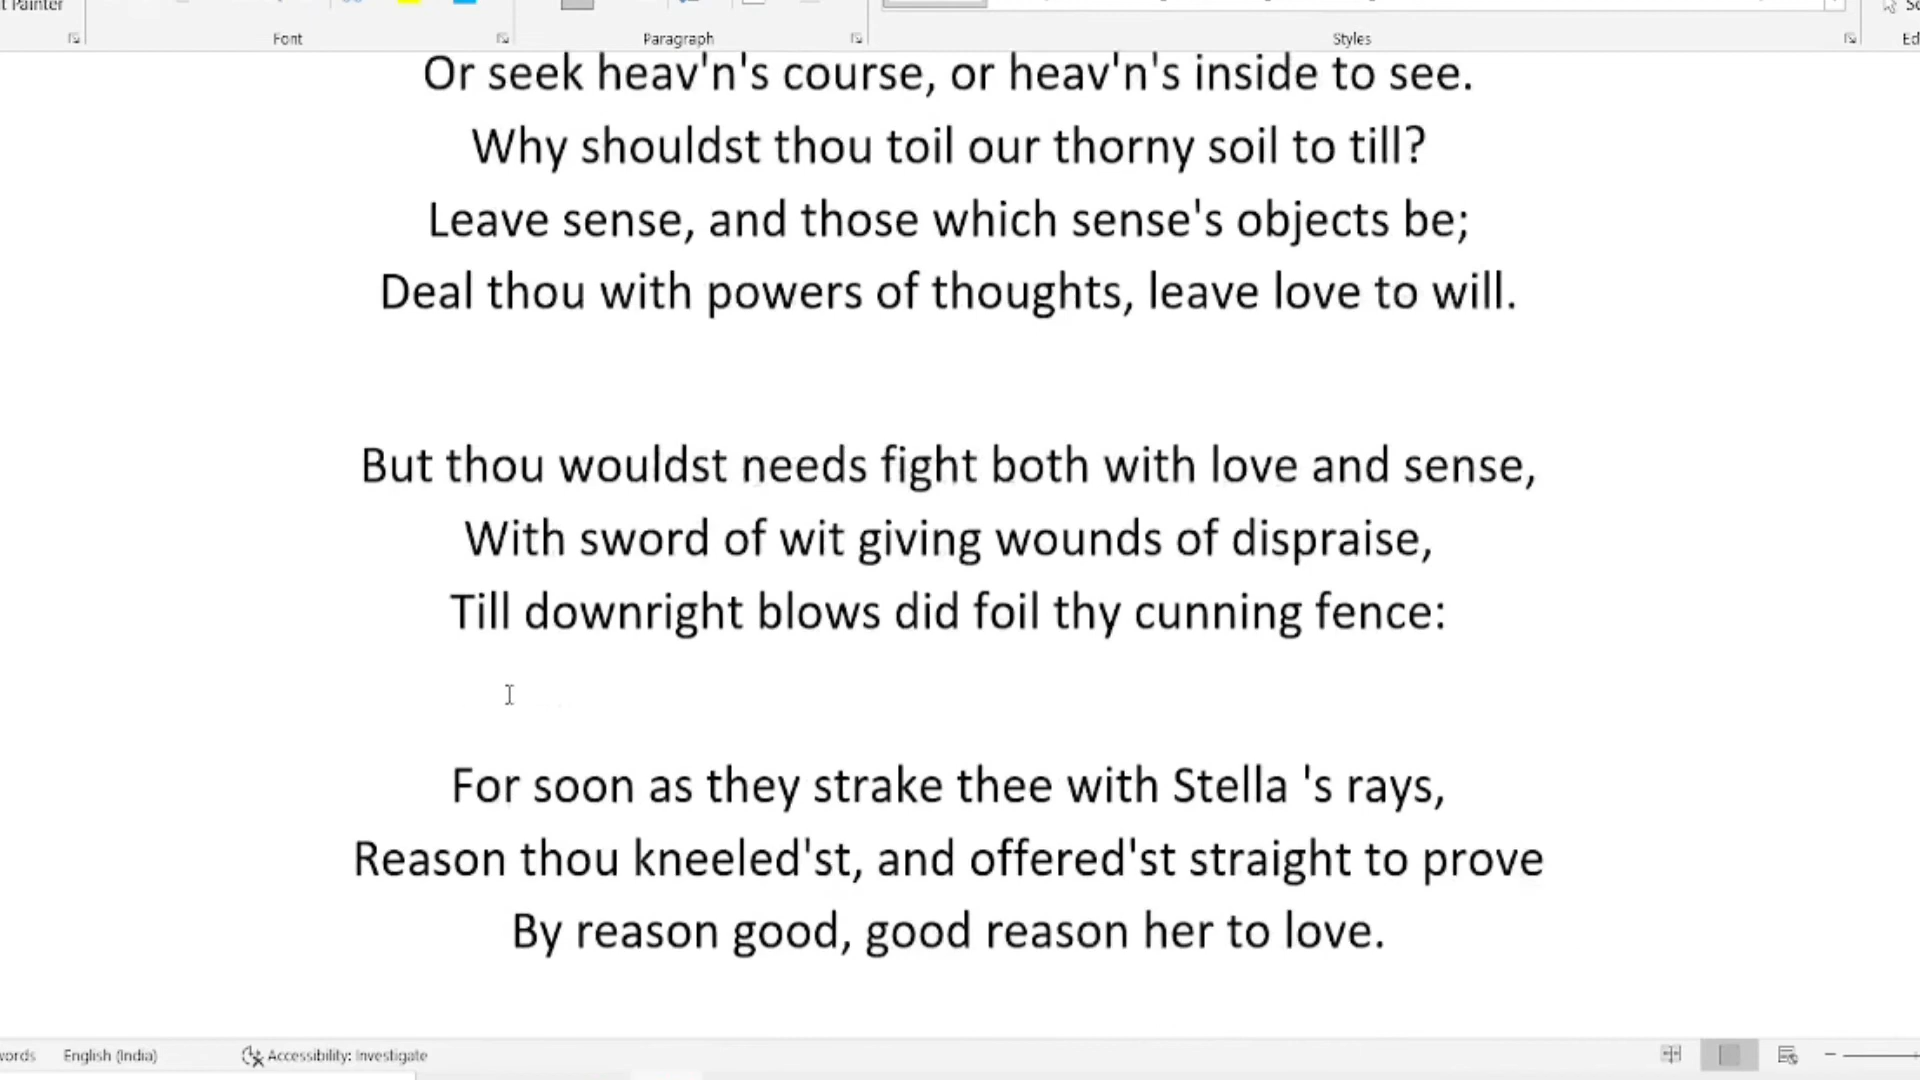 Painter
Font
Paragraph
Styles
Or seek heav'n's course, or heav'n's inside to see.
Why shouldst thou toil our thorny soil to till?
Leave sense, and those which sense's objects be;
Deal thou with powers of thoughts, leave love to will.
But thou wouldst needs fight both with love and sense,
With sword of wit giving wounds of dispraise,
Till downright blows did foil thy cunning fence:
For soon as they strake thee with Stella 's rays,
Reason thou kneeled'st, and offered'st straight to prove
By reason good, good reason her to love.
English (India) Accessibility: Investigate